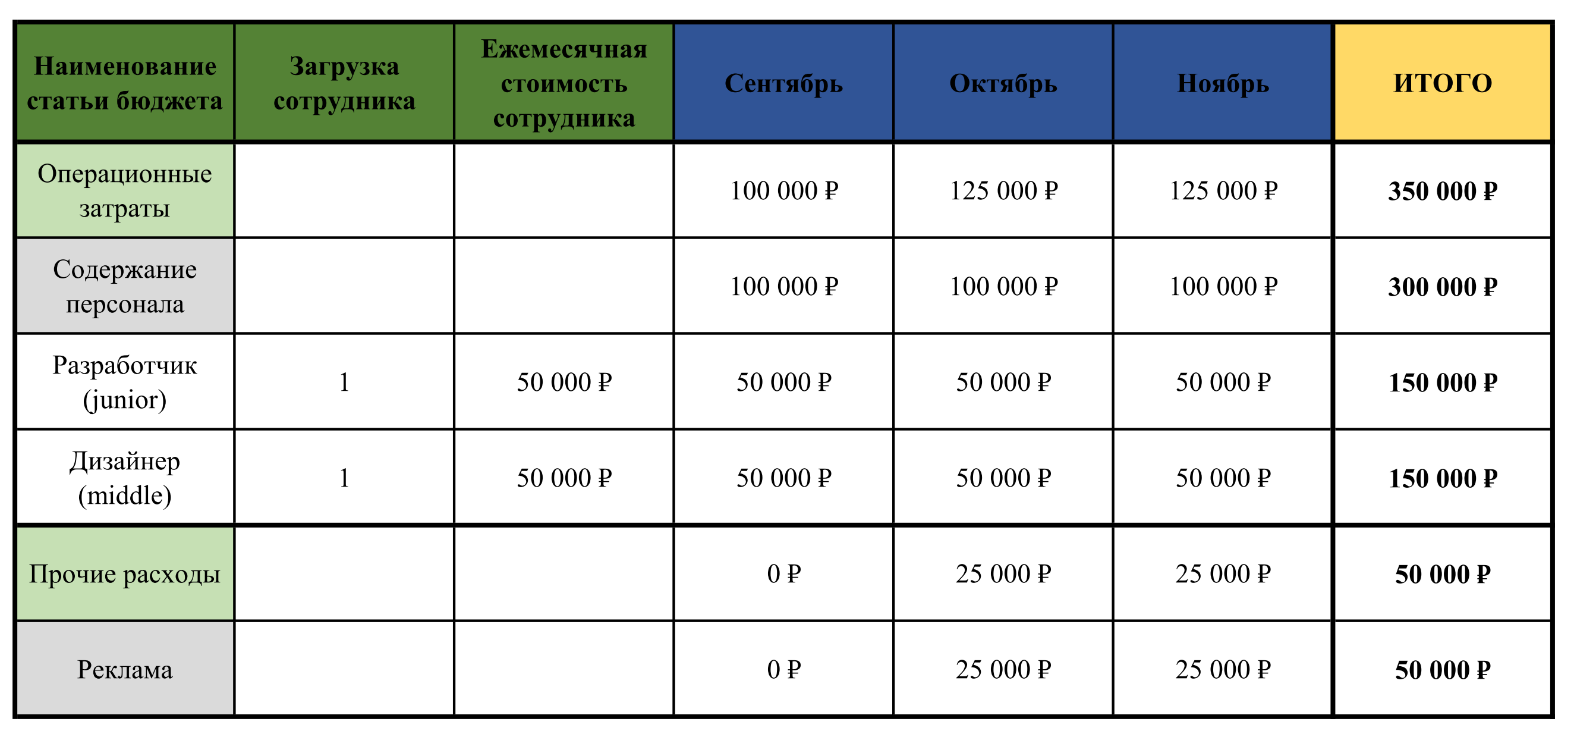 Наименование
статьи бюджета
Загрузка
сотрудника
Ежемесячная
стоимость
сотрудника
Сентябрь
Октябрь
Ноябрь
ИТОГО
Операционные
затраты
100 000 ₽
125 000 ₽
125 000 ₽
350 000 ₽
Содержание
персонала
100 000 ₽
100 000 ₽
100 000 ₽
300 000 ₽
Разработчик
(junior)
1
50 000 ₽
50 000 ₽
50 000 ₽
50 000 ₽
150 000 ₽
Дизайнер
(middle)
1
50 000 ₽
50 000 ₽
50 000 ₽
50 000 ₽
150 000 ₽
Прочие расходы
0 ₽
25 000 ₽
25 000 ₽
50 000 ₽
Реклама
0 ₽
25 000 ₽
25 000 ₽
50 000 ₽